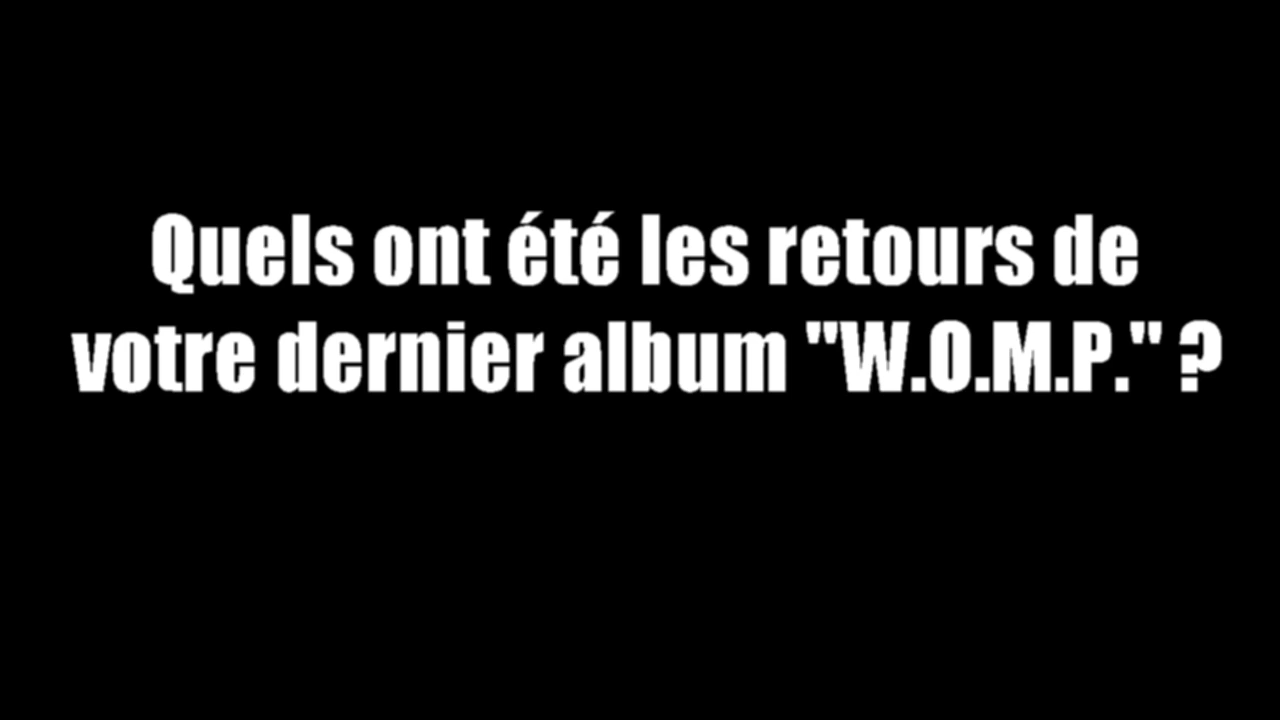 Quels ont été les retours de
votre dernier album "W.O.M.P." ?